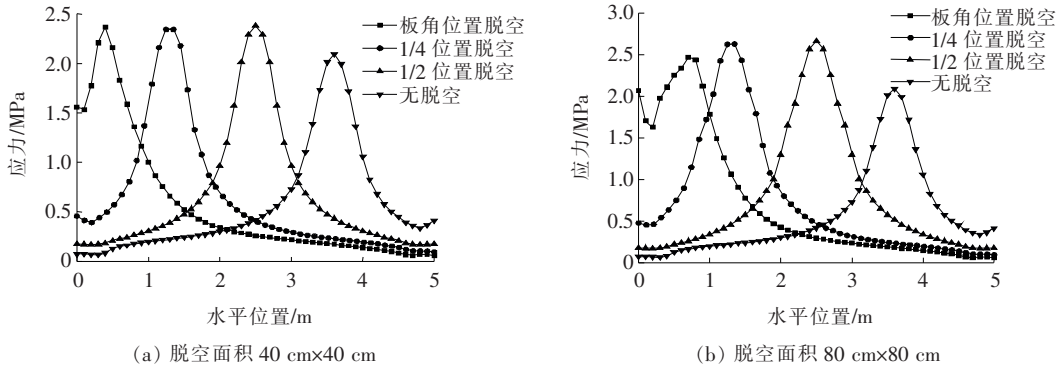 2.5
2.0
1.5
1.0
0.5
0
应力/MPa
板角位置脱空
1/4 位置脱空
1/2 位置脱空
无脱空
0 1 2 3 4 5
水平位置/m
(a) 脱空面积 40 cm×40 cm
3.0
2.5
2.0
1.5
1.0
0.5
0
应力/MPa
板角位置脱空
1/4 位置脱空
1/2 位置脱空
无脱空
0 1 2 3 4 5
水平位置/m
(b) 脱空面积 80 cm×80 cm